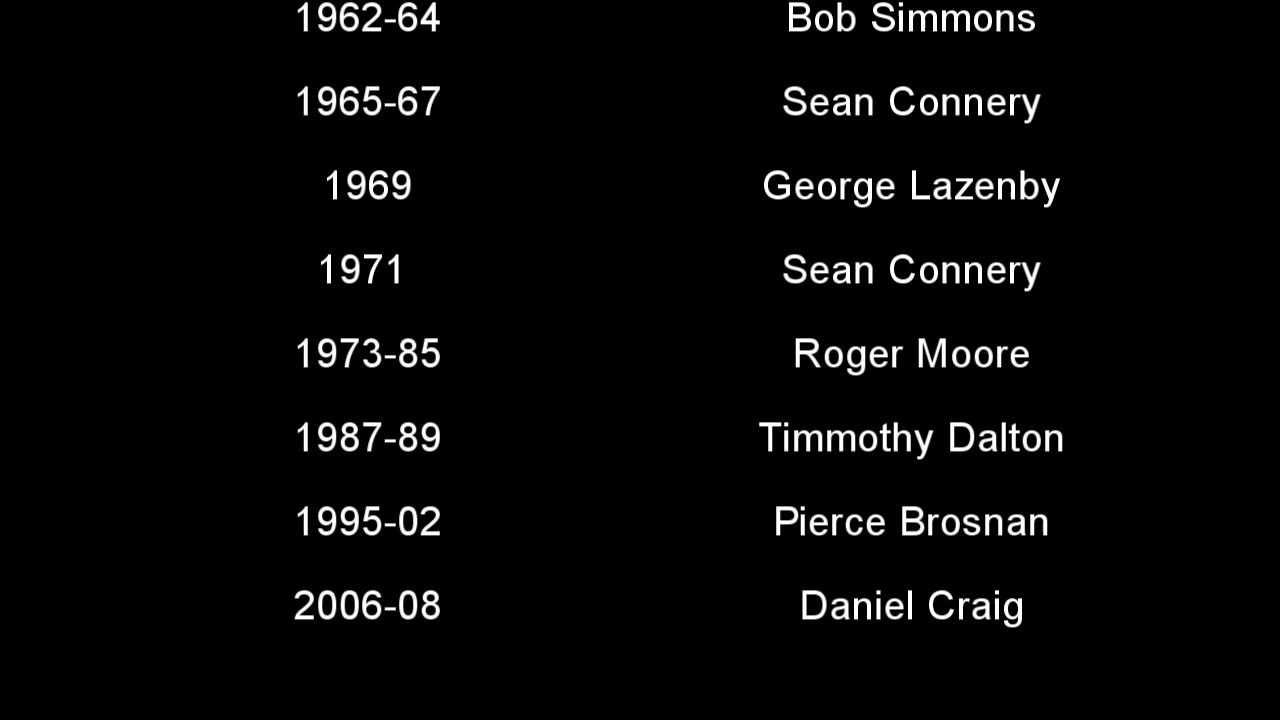 1962-64 Bob Simmons
1965-67 Sean Connery
1969 George Lazenby
1971 Sean Connery
1973-85 Roger Moore
1987-89 Timmothy Dalton
1995-02 Pierce Brosnan
2006-08 Daniel Craig